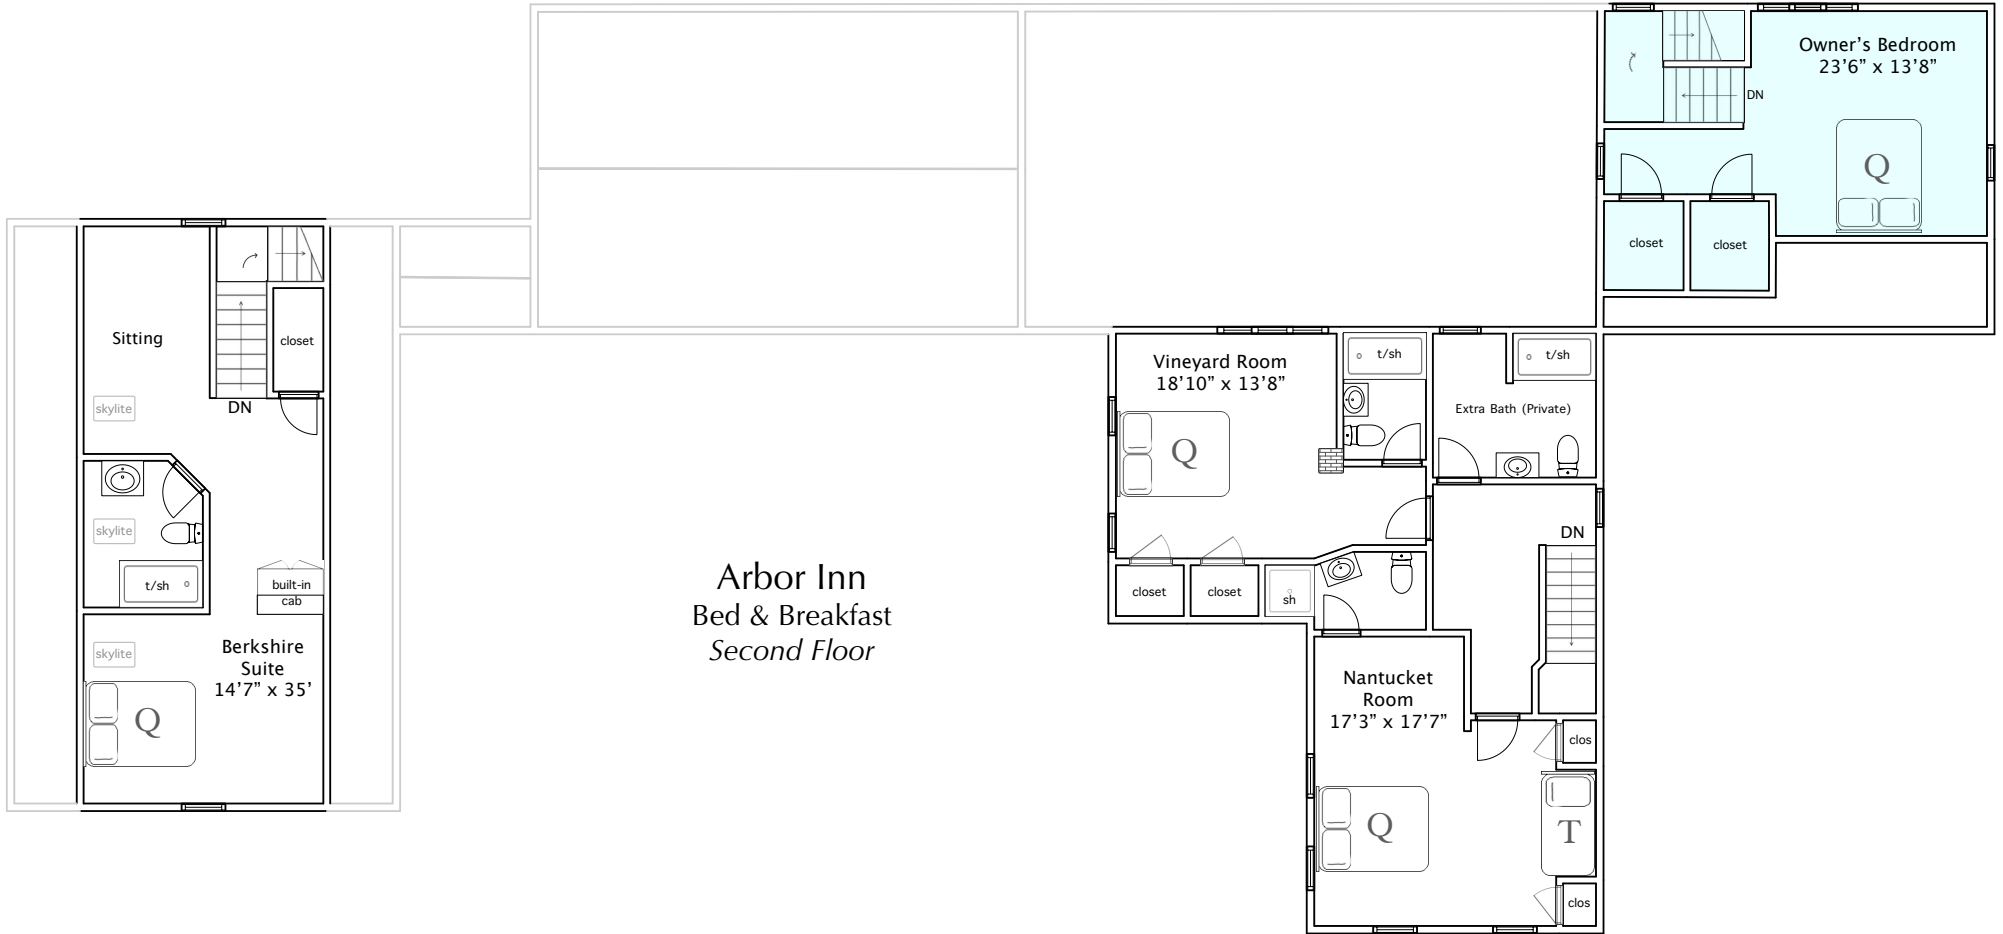 Owner’s Bedroom
23’6” x 13’8”
DN
Q
closet
closet
Sitting
closet
skylite
DN
skylite
t/sh
built-in
cab
skylite
Berkshire
Suite
14’7” x 35’
Q
Arbor Inn
Bed & Breakfast
Second Floor
Vineyard Room
18’10” x 13’8”
t/sh
t/sh
Extra Bath (Private)
Q
closet
closet
sh
DN
Nantucket
Room
17’3” x 17’7”
clos
Q
T
clos